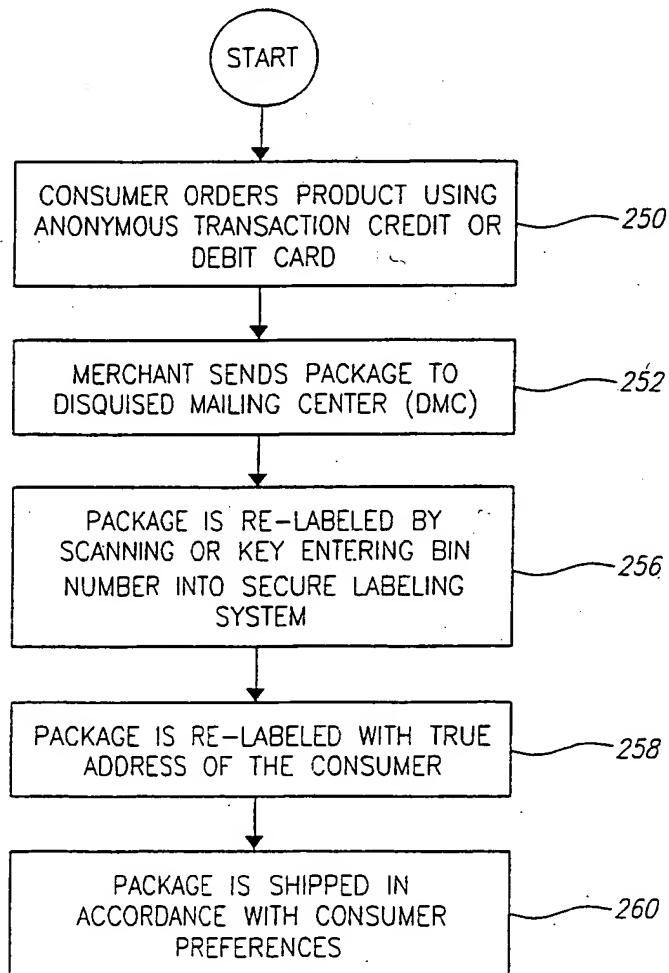 START
CONSUMER ORDERS PRODUCT USING
ANONYMOUS TRANSACTION CREDIT OR
DEBIT CARD
250
MERCHANT SENDS PACKAGE TO
DISQUISED MAILING CENTER (DMC)
252
PACKAGE IS RE-LABELED BY
SCANNING OR KEY ENTERING BIN
NUMBER INTO SECURE LABELING
SYSTEM
256
PACKAGE IS RE-LABELED WITH TRUE
ADDRESS OF THE CONSUMER
258
PACKAGE IS SHIPPED IN
ACCORDANCE WITH CONSUMER
PREFERENCES
260